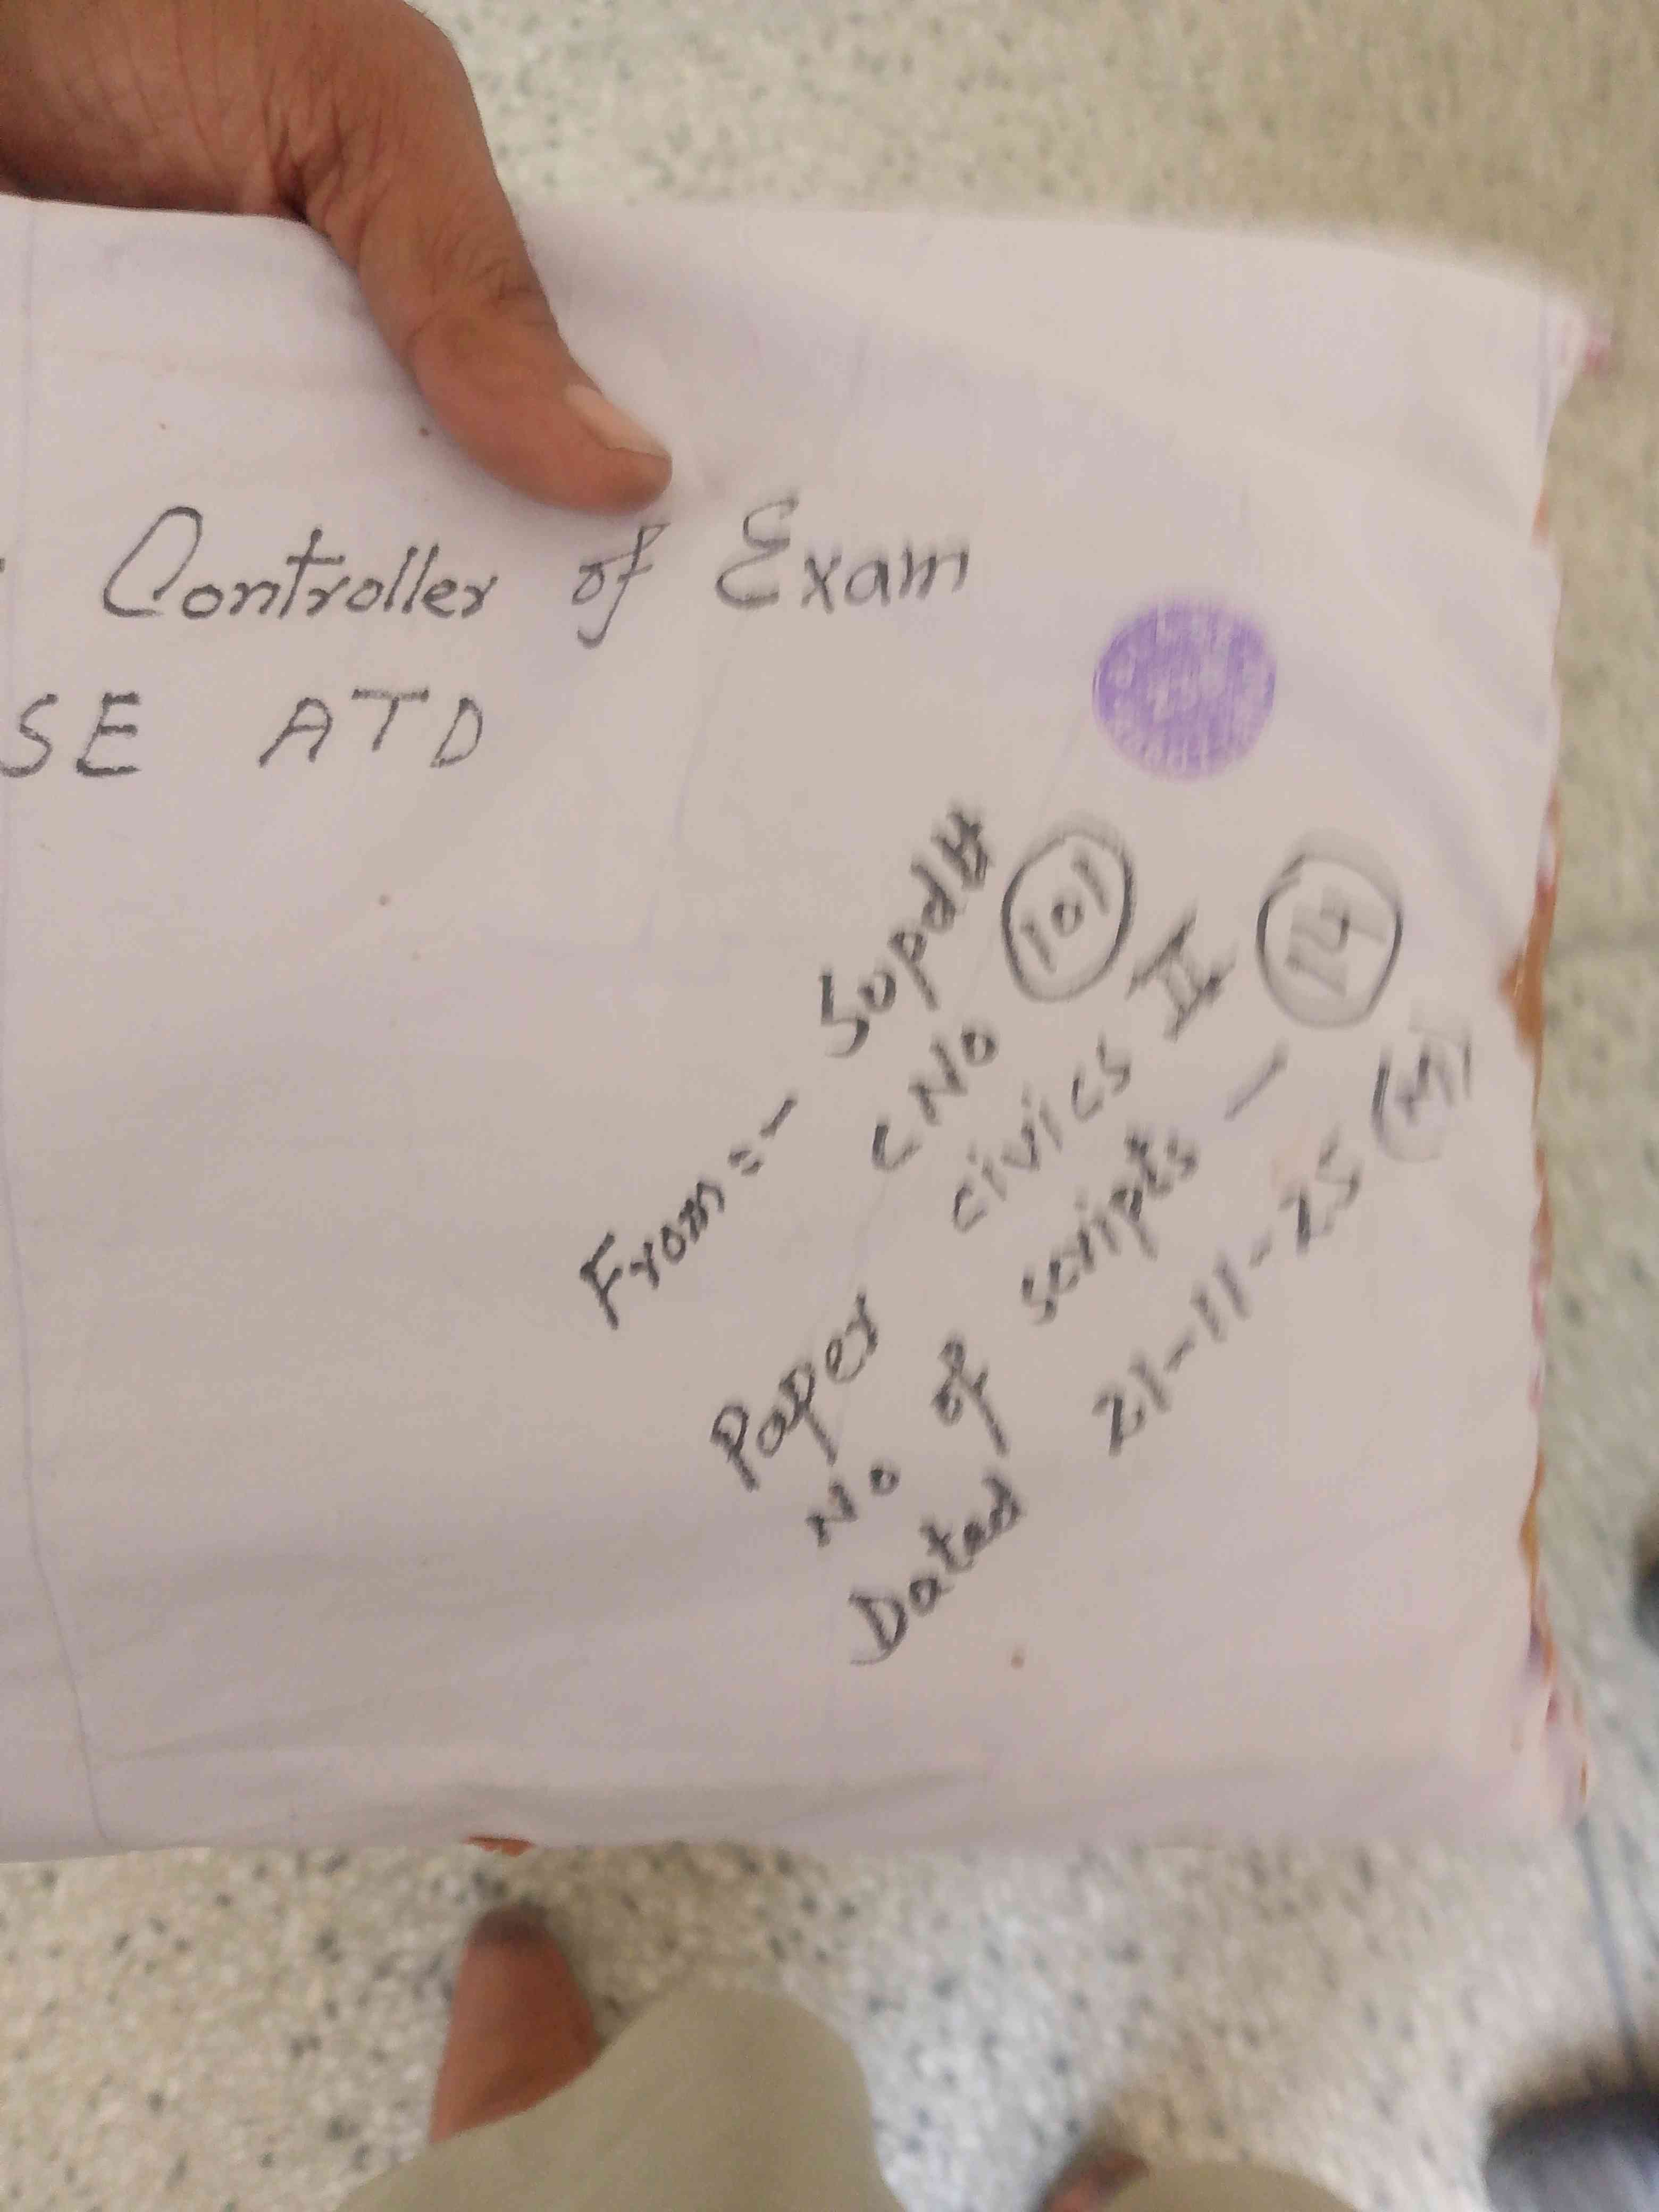 Controller of Exam
SE ATD
From :- Supdtt
C No 101
Paper civics II
No of scripts - 14
Dated 21-11-25 (M)